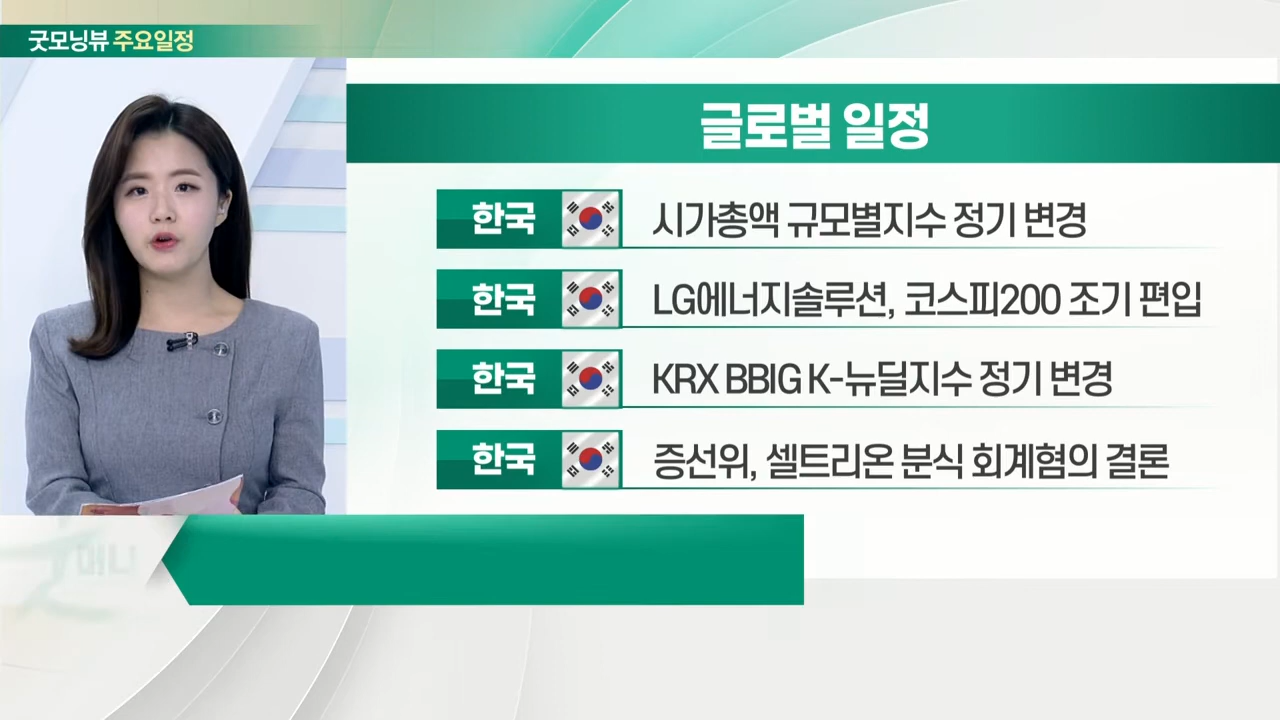 굿모닝뷰 주요일정
글로벌 일정
한국 시가총액 규모별지수 정기 변경
한국 LG에너지솔루션, 코스피200 조기 편입
한국 KRX BBIG K-뉴딜지수 정기 변경
한국 증선위, 셀트리온 분식 회계혐의 결론
머니